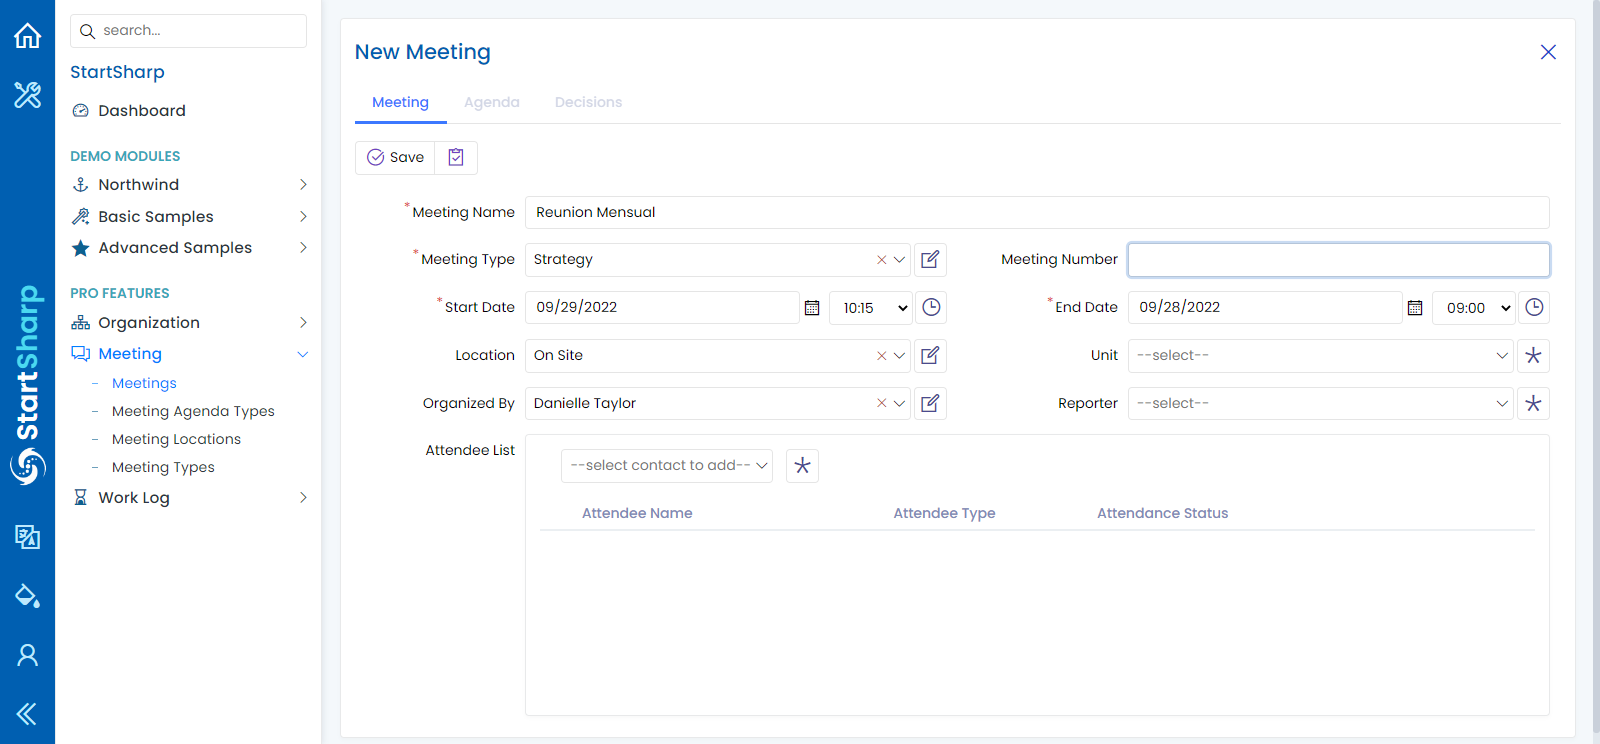 search...
StartSharp
Dashboard
DEMO MODULES
Northwind
Basic Samples
Advanced Samples
PRO FEATURES
Organization
Meeting
- Meetings
- Meeting Agenda Types
- Meeting Locations
- Meeting Types
Work Log
StartSharp
New Meeting
Meeting Agenda Decisions
Save
*Meeting Name Reunion Mensual
*Meeting Type Strategy Meeting Number
*Start Date 09/29/2022 10:15 *End Date 09/28/2022 09:00
Location On Site Unit --select--
Organized By Danielle Taylor Reporter --select--
Attendee List
--select contact to add--
Attendee Name Attendee Type Attendance Status